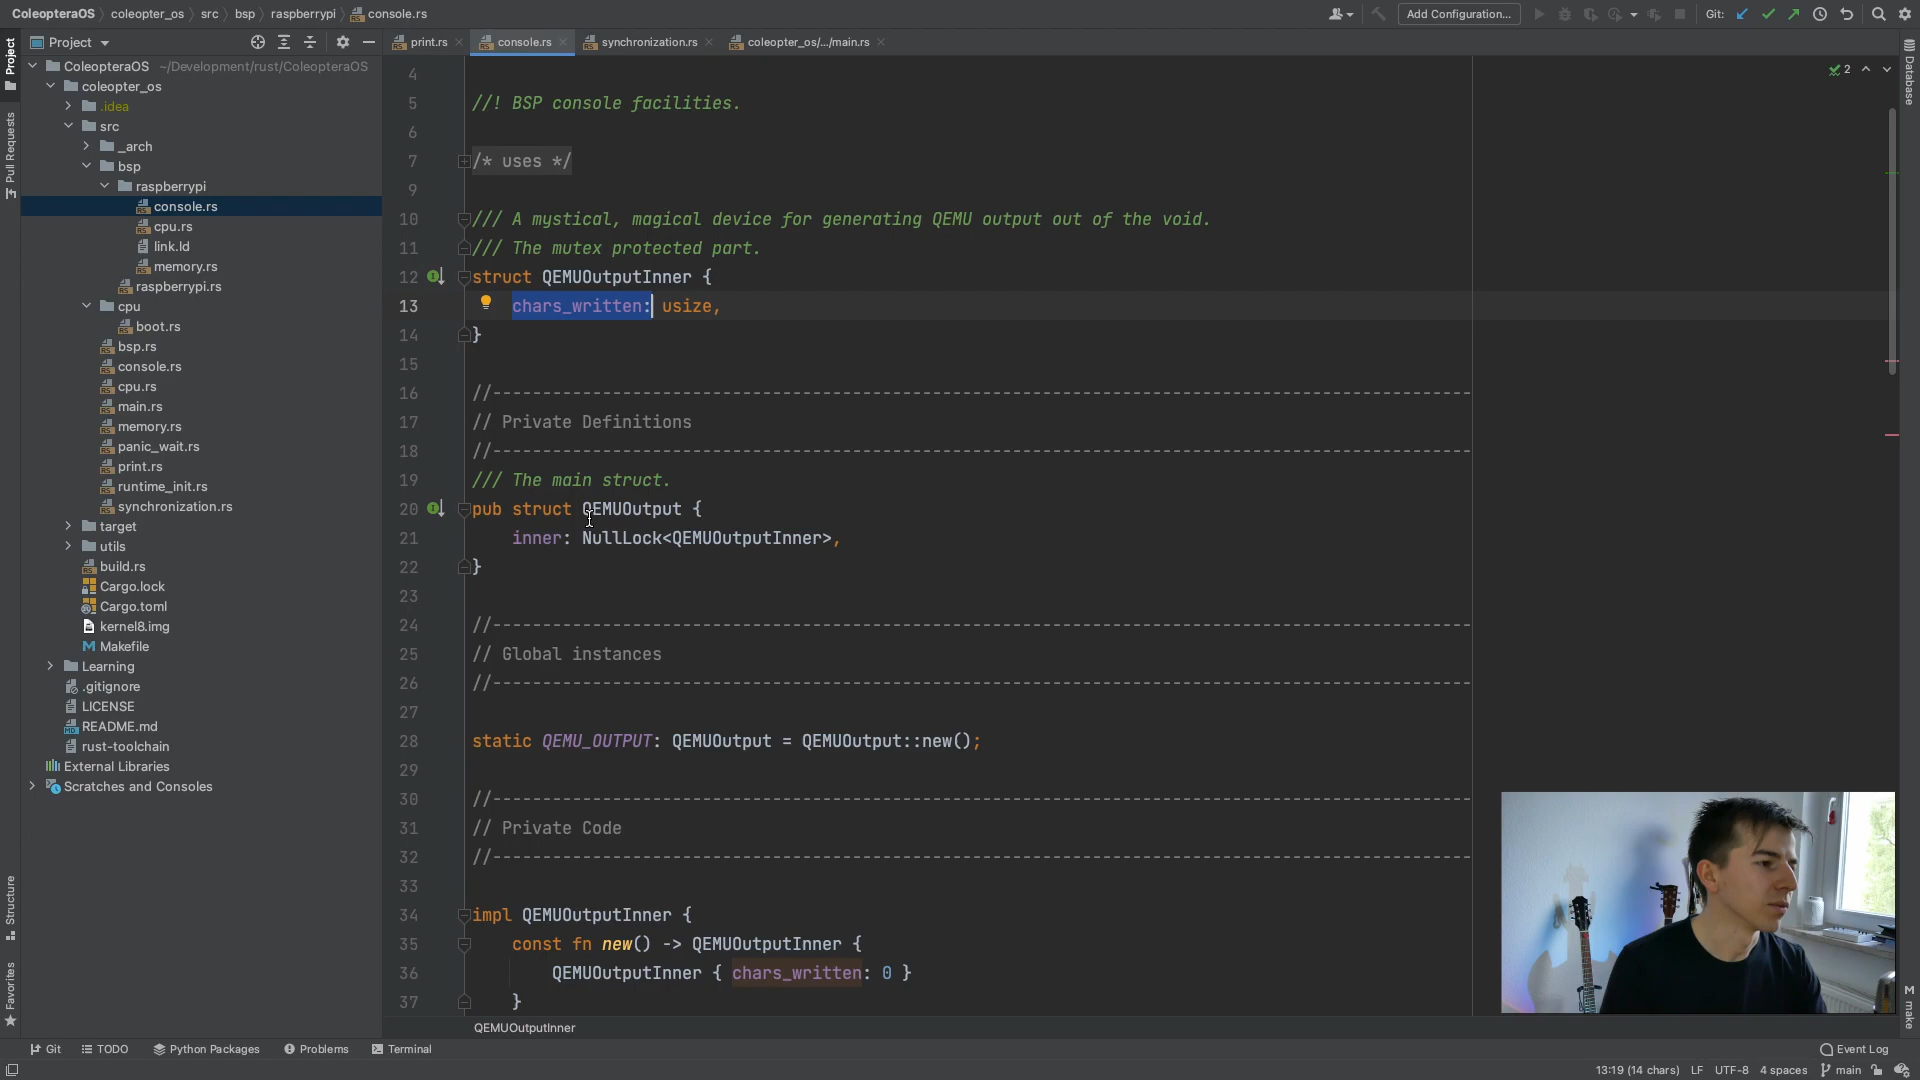 ColeopteraOS coleopter_os src bsp raspberrypi console.rs
Add Configuration...
Git:
Project
print.rs
console.rs
synchronization.rs
coleopter_os/.../main.rs
Project
Pull Requests
Structure
Favorites
ColeopteraOS ~/Development/rust/ColeopteraOS
coleopter_os
.idea
src
_arch
bsp
raspberrypi
console.rs
cpu.rs
link.ld
memory.rs
raspberrypi.rs
cpu
boot.rs
bsp.rs
console.rs
cpu.rs
main.rs
memory.rs
panic_wait.rs
print.rs
runtime_init.rs
synchronization.rs
target
utils
build.rs
Cargo.lock
Cargo.toml
kernel8.img
Makefile
Learning
.gitignore
LICENSE
README.md
rust-toolchain
External Libraries
Scratches and Consoles
4
5 //! BSP console facilities.
6
7 /* uses */
9
10 /// A mystical, magical device for generating QEMU output out of the void.
11 /// The mutex protected part.
12 struct QEMUOutputInner {
13 chars_written: usize,
14 }
15
16 //--------------------------------------------------------------------------------------------------
17 // Private Definitions
18 //--------------------------------------------------------------------------------------------------
19 /// The main struct.
20 pub struct QEMUOutput {
21 inner: NullLock<QEMUOutputInner>,
22 }
23
24 //--------------------------------------------------------------------------------------------------
25 // Global instances
26 //--------------------------------------------------------------------------------------------------
27
28 static QEMU_OUTPUT: QEMUOutput = QEMUOutput::new();
29
30 //--------------------------------------------------------------------------------------------------
31 // Private Code
32 //--------------------------------------------------------------------------------------------------
33
34 impl QEMUOutputInner {
35 const fn new() -> QEMUOutputInner {
36 QEMUOutputInner { chars_written: 0 }
37 }
QEMUOutputInner
2
Database
make
Git
TODO
Python Packages
Problems
Terminal
Event Log
13:19 (14 chars) LF UTF-8 4 spaces main